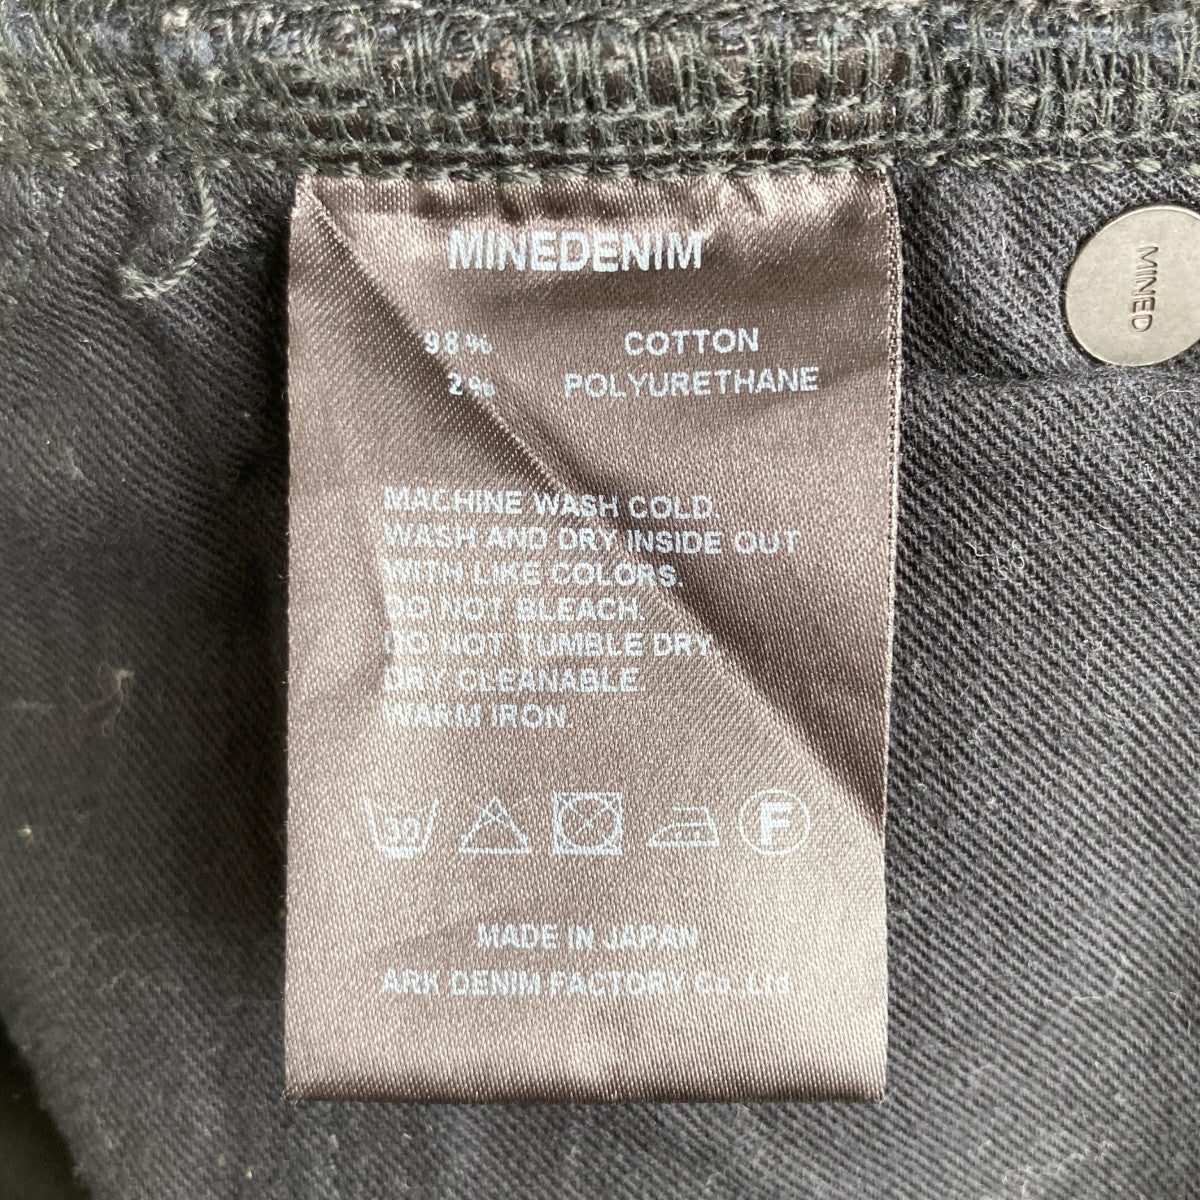 MINEDENIM
98% COTTON
2% POLYURETHANE
MACHINE WASH COLD.
WASH AND DRY INSIDE OUT
WITH LIKE COLORS.
DO NOT BLEACH.
DO NOT TUMBLE DRY
DRY CLEANABLE.
WARM IRON
30 F
MADE IN JAPAN
ARK DENIM FACTORY Co.,Ltd.
MINED